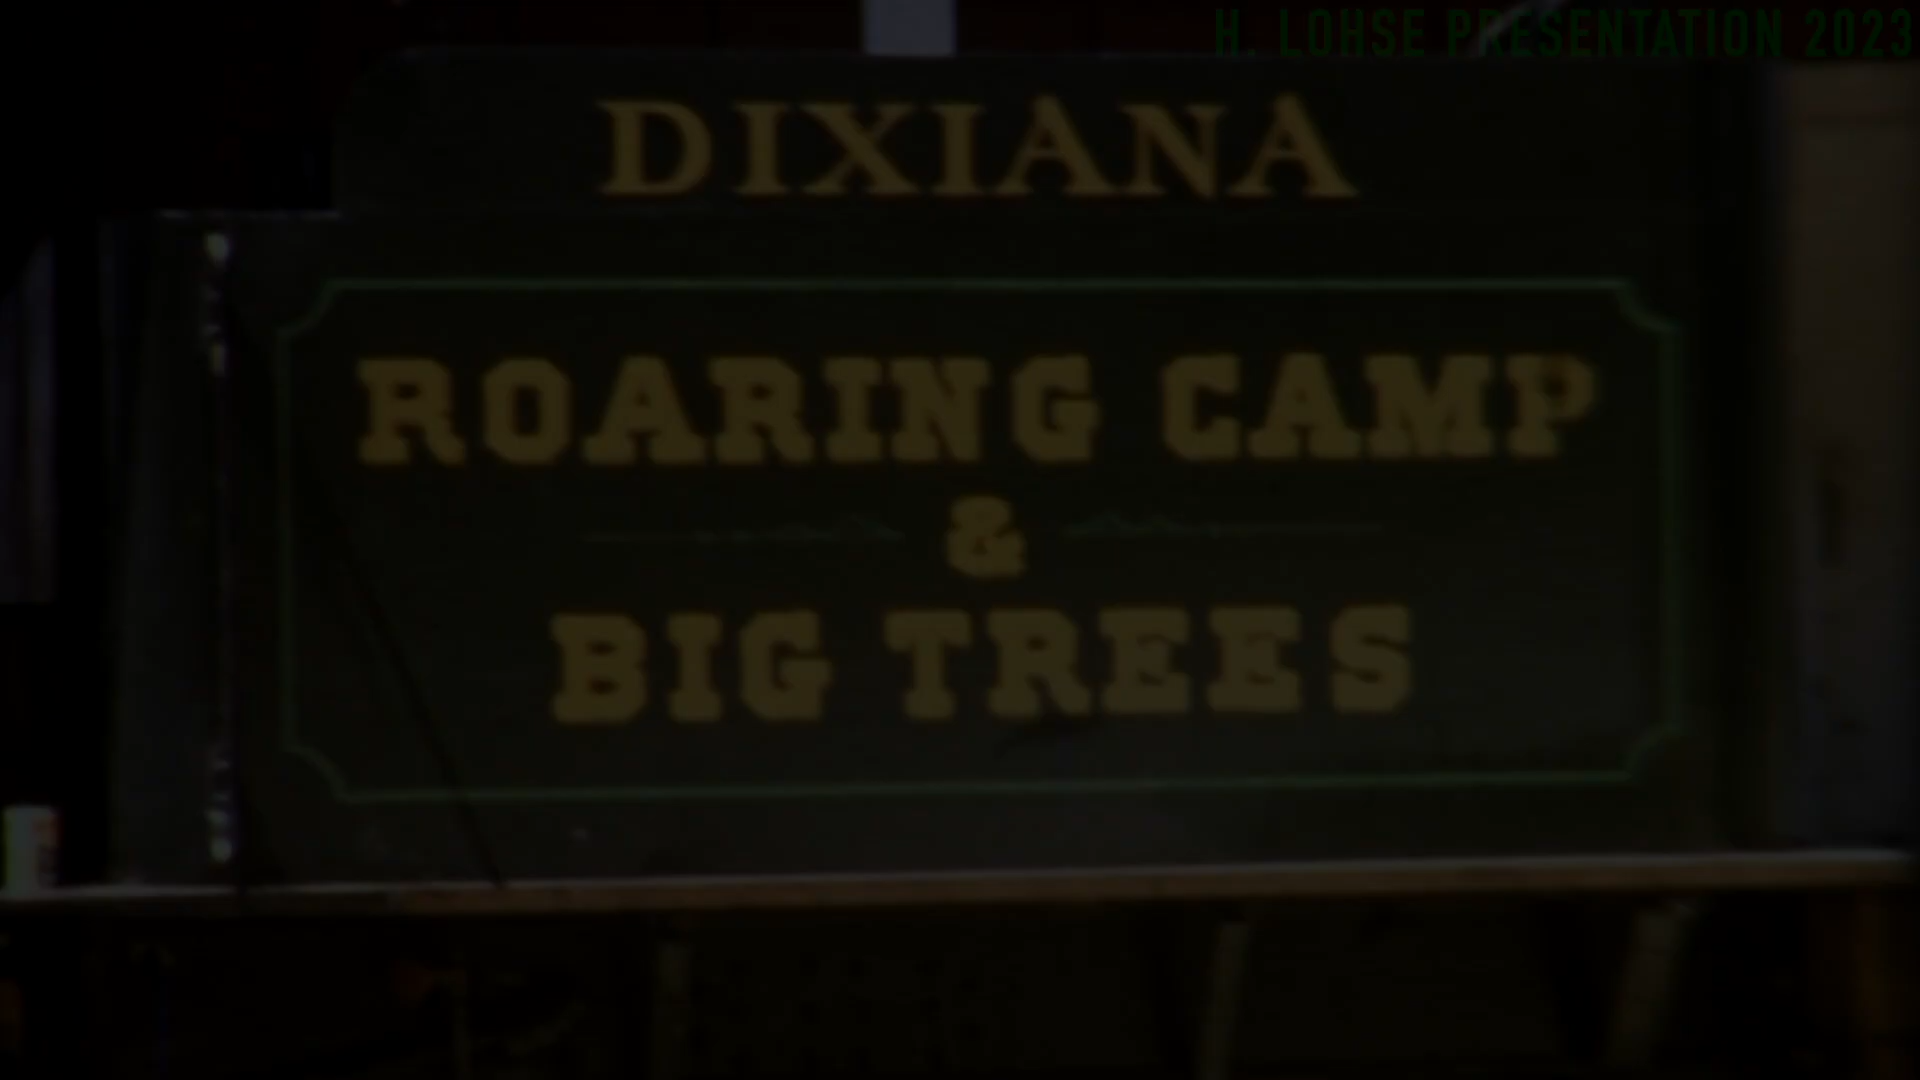 H. LOHSE PRESENTATION 2023
DIXIANA
ROARING CAMP
&
BIG TREES